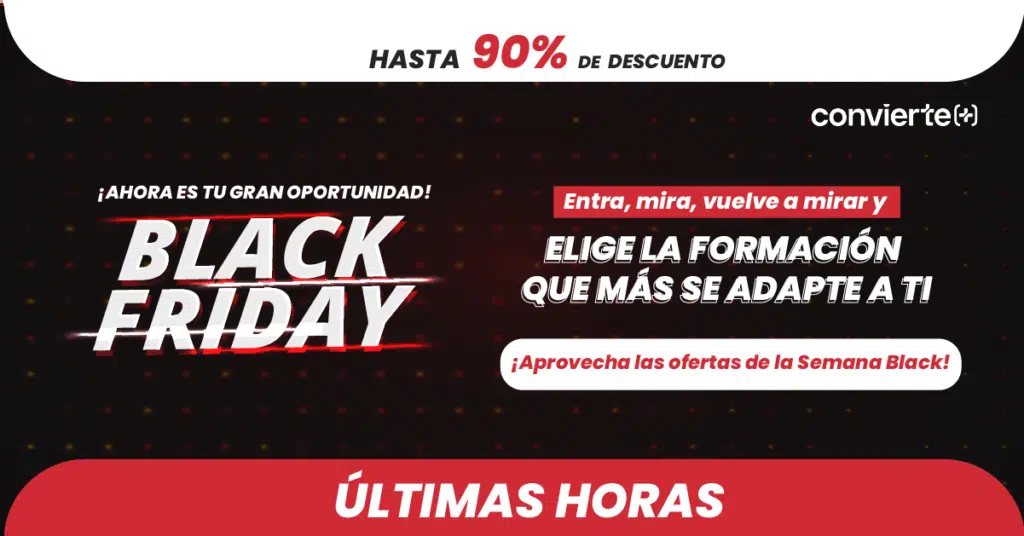 HASTA 90% DE DESCUENTO
convierte(+)
¡AHORA ES TU GRAN OPORTUNIDAD!
BLACK
FRIDAY
Entra, mira, vuelve a mirar y
ELIGE LA FORMACIÓN
QUE MÁS SE ADAPTE A TI
¡Aprovecha las ofertas de la Semana Black!
ÚLTIMAS HORAS